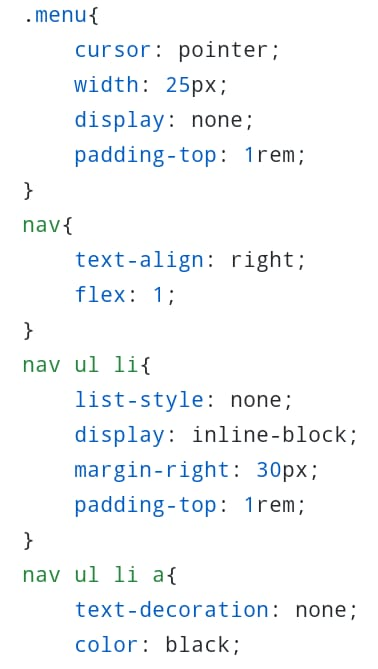 .menu{
    cursor: pointer;
    width: 25px;
    display: none;
    padding-top: 1rem;
}
nav{
    text-align: right;
    flex: 1;
}
nav ul li{
    list-style: none;
    display: inline-block;
    margin-right: 30px;
    padding-top: 1rem;
}
nav ul li a{
    text-decoration: none;
    color: black;